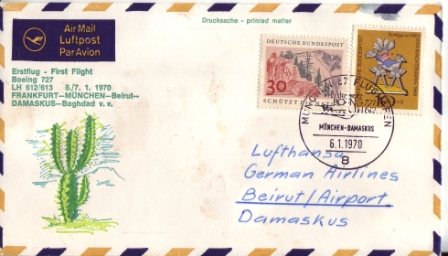 Drucksache - printed matter
Air Mail
Luftpost
Par Avion
Erstflug - First Flight
Boeing 727
LH 612/613 6./7. 1. 1970
FRANKFURT—MÜNCHEN—Beirut—
DAMASKUS—Baghdad v.v.
DEUTSCHE BUNDESPOST
30
MÜNCHEN
MÜNCHEN-DAMASKUS
6.1.1970
8
Lufthansa
German Airlines
Beirut/Airport
Damaskus